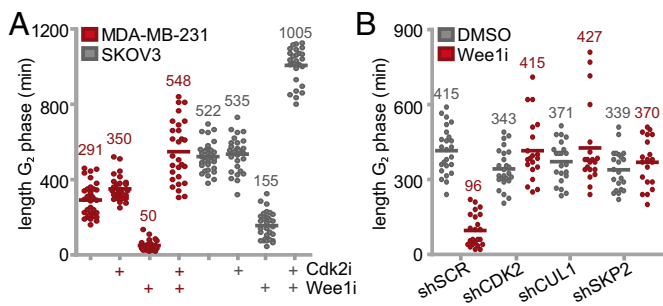 A
MDA-MB-231
SKOV3
length G₂ phase (min)
1200
800
400
0
291
350
50
548
522
535
155
1005
+ + + + Cdk2i
+ + + + Wee1i
B
DMSO
Wee1i
length G₂ phase (min)
900
600
300
0
415
96
343
415
371
427
339
370
shSCR
shCDK2
shCUL1
shSKP2